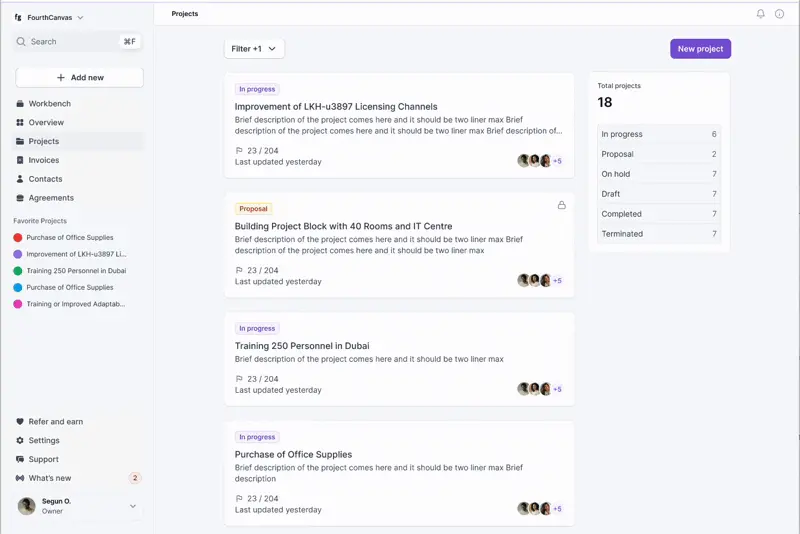 fg FourthCanvas
Search ⌘F
+ Add new
Workbench
Overview
Projects
Invoices
Contacts
Agreements
Favorite Projects
Purchase of Office Supplies
Improvement of LKH-u3897 Li...
Training 250 Personnel in Dubai
Purchase of Office Supplies
Training or Improved Adaptab...
Refer and earn
Settings
Support
What's new 2
Segun O.
Owner
Projects
Filter +1
New project
In progress
Improvement of LKH-u3897 Licensing Channels
Brief description of the project comes here and it should be two liner max Brief
description of the project comes here and it should be two liner max Brief description of...
23 / 204
Last updated yesterday
+5
Proposal
Building Project Block with 40 Rooms and IT Centre
Brief description of the project comes here and it should be two liner max Brief
description of the project comes here and it should be two liner max
23 / 204
Last updated yesterday
+5
In progress
Training 250 Personnel in Dubai
Brief description of the project comes here and it should be two liner max
23 / 204
Last updated yesterday
+5
In progress
Purchase of Office Supplies
Brief description of the project comes here and it should be two liner max Brief
description
23 / 204
Last updated yesterday
+5
Total projects
18
In progress 6
Proposal 2
On hold 7
Draft 7
Completed 7
Terminated 7